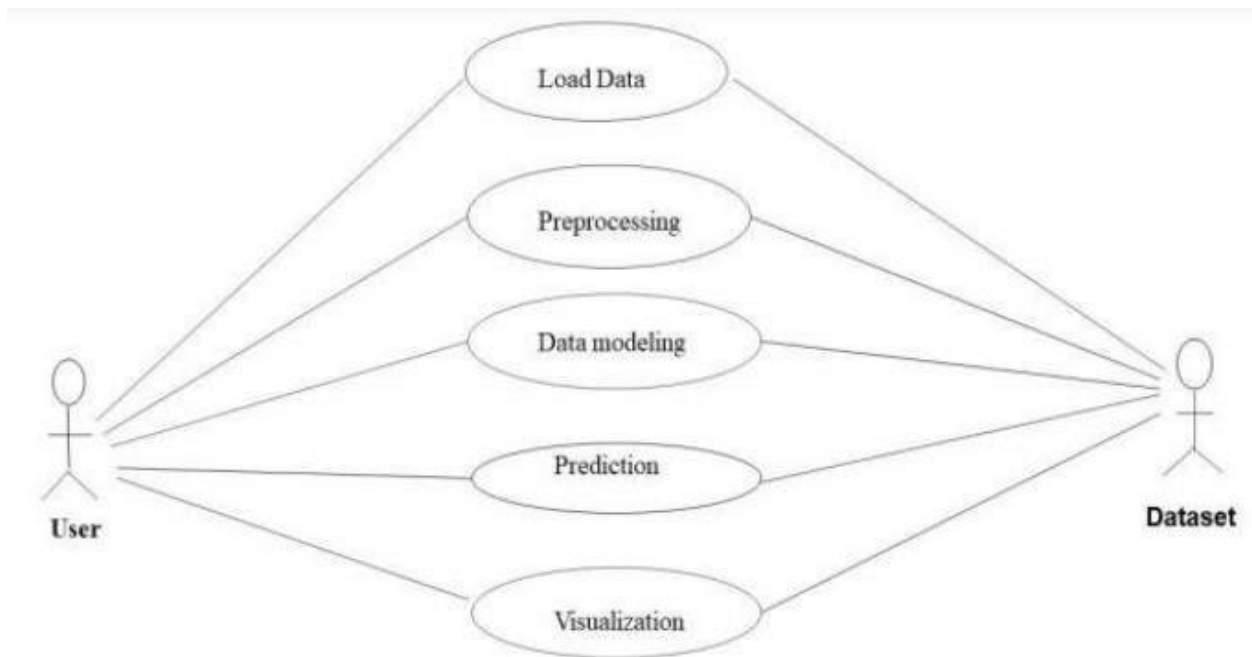 Load Data
Preprocessing
Data modeling
Prediction
Visualization
User
Dataset